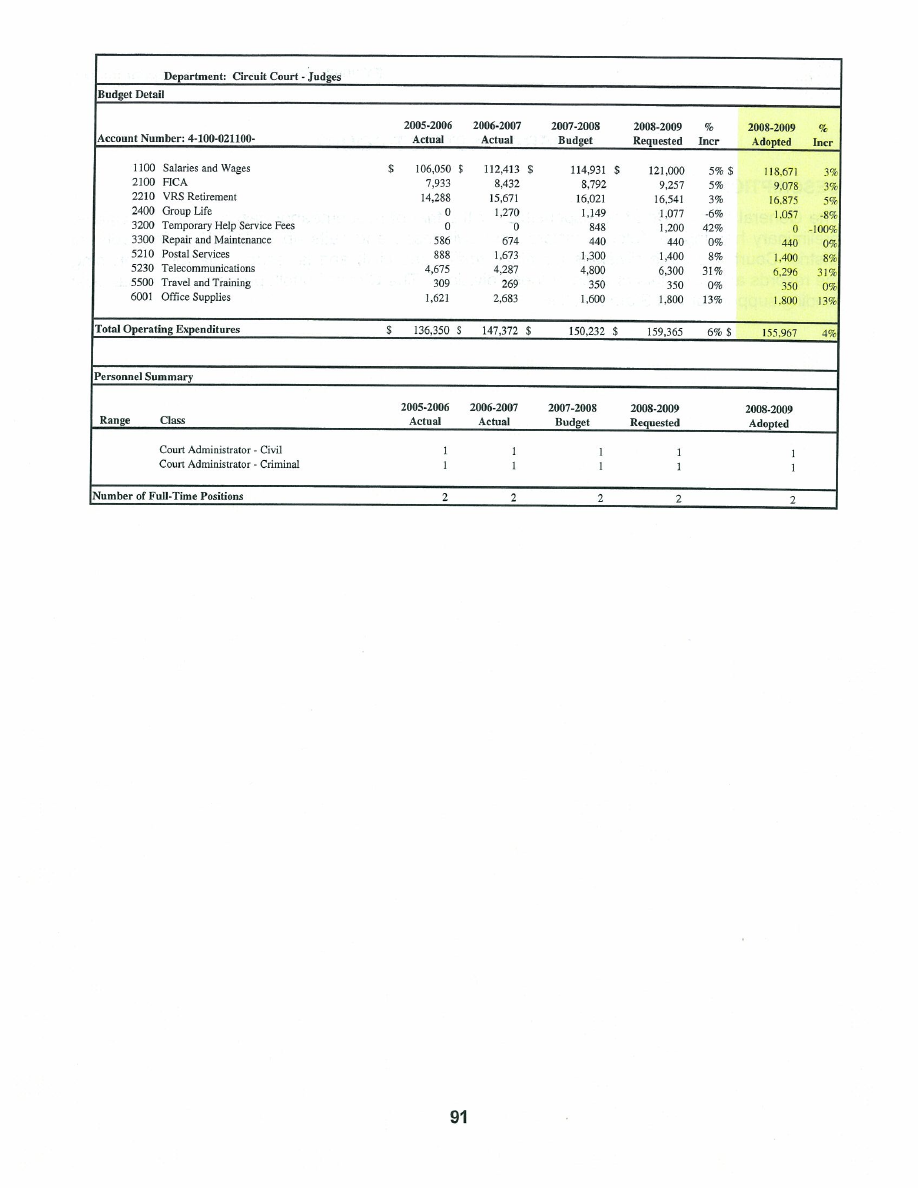 Department: Circuit Court - Judges
Budget Detail
2005-2006 2006-2007 2007-2008 2008-2009 % 2008-2009 %
Account Number: 4-100-021100- Actual Actual Budget Requested Incr Adopted Incr
1100 Salaries and Wages $ 106,050 $ 112,413 $ 114,931 $ 121,000 5% $ 118,671 3%
2100 FICA 7,933 8,432 8,792 9,257 5% 9,078 3%
2210 VRS Retirement 14,288 15,671 16,021 16,541 3% 16,875 5%
2400 Group Life 0 1,270 1,149 1,077 -6% 1,057 -8%
3200 Temporary Help Service Fees 0 0 848 1,200 42% 0 -100%
3300 Repair and Maintenance 586 674 440 440 0% 440 0%
5210 Postal Services 888 1,673 1,300 1,400 8% 1,400 8%
5230 Telecommunications 4,675 4,287 4,800 6,300 31% 6,296 31%
5500 Travel and Training 309 269 350 350 0% 350 0%
6001 Office Supplies 1,621 2,683 1,600 1,800 13% 1,800 13%
Total Operating Expenditures $ 136,350 $ 147,372 $ 150,232 $ 159,365 6% $ 155,967 4%
Personnel Summary
2005-2006 2006-2007 2007-2008 2008-2009 2008-2009
Range Class Actual Actual Budget Requested Adopted
Court Administrator - Civil 1 1 1 1 1
Court Administrator - Criminal 1 1 1 1 1
Number of Full-Time Positions 2 2 2 2 2
91